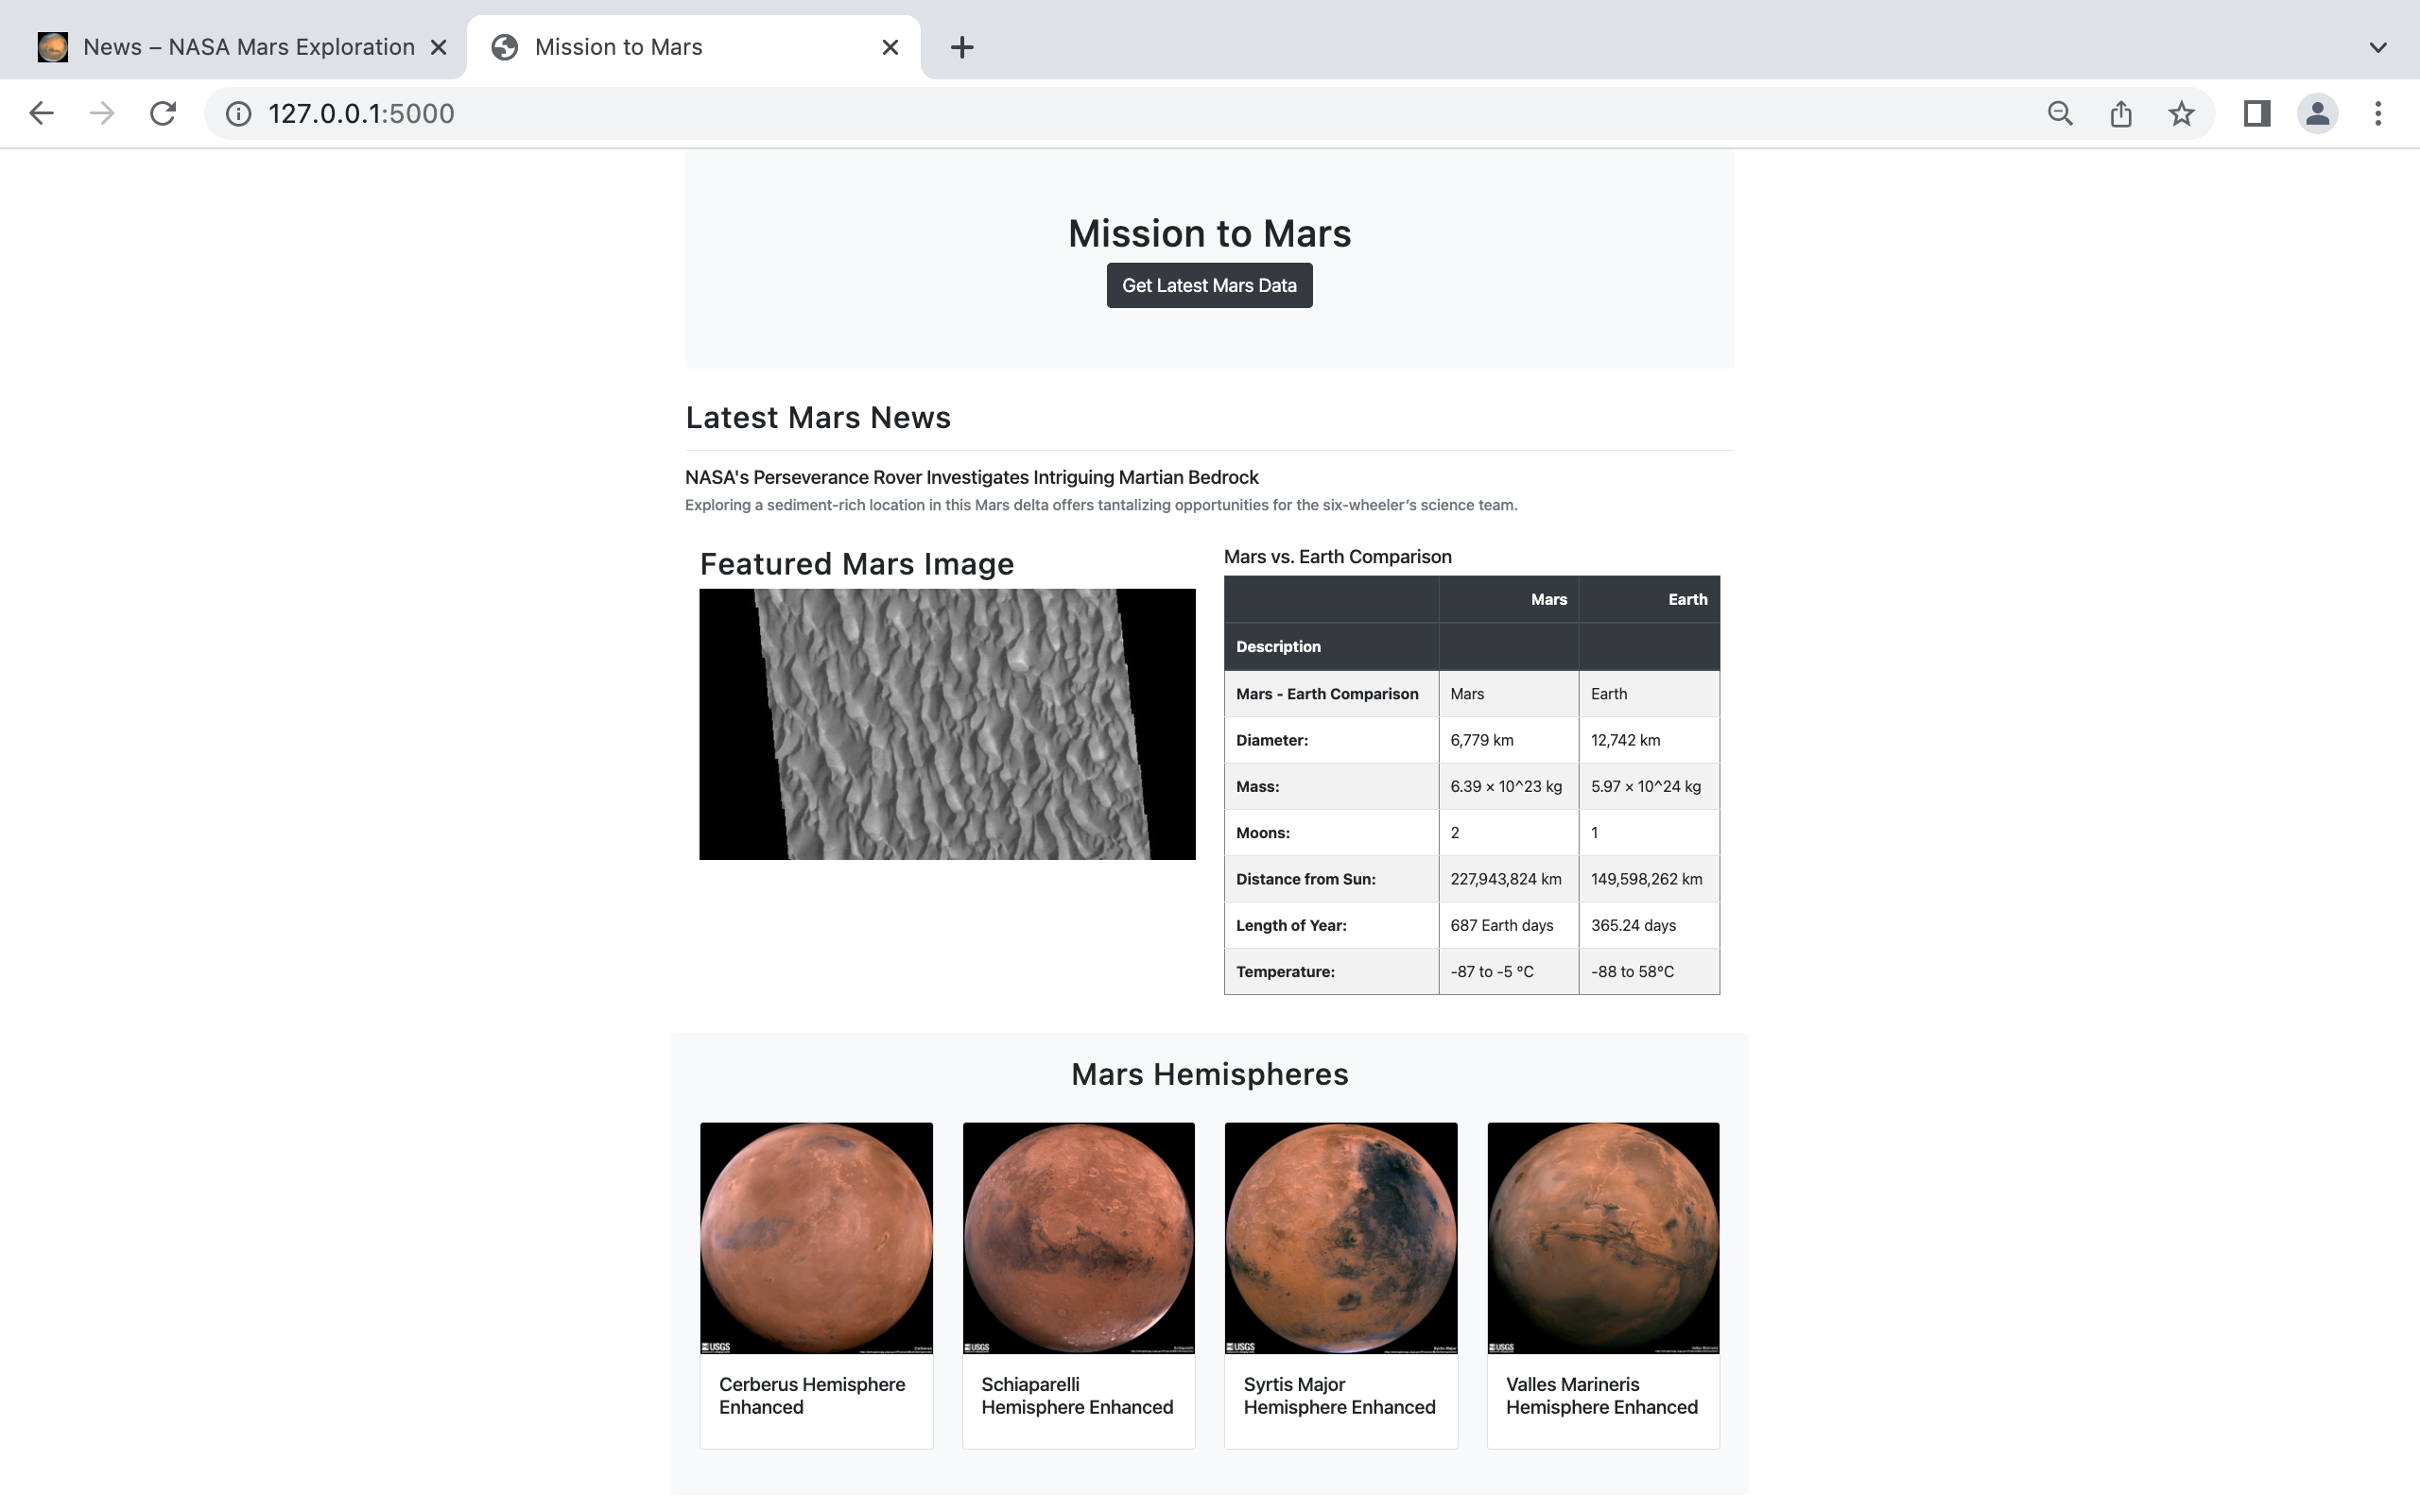 News – NASA Mars Exploration
Mission to Mars
127.0.0.1:5000
Mission to Mars
Get Latest Mars Data
Latest Mars News
NASA's Perseverance Rover Investigates Intriguing Martian Bedrock
Exploring a sediment-rich location in this Mars delta offers tantalizing opportunities for the six-wheeler’s science team.
Featured Mars Image
Mars vs. Earth Comparison
Mars Earth
Description
Mars - Earth Comparison Mars Earth
Diameter: 6,779 km 12,742 km
Mass: 6.39 × 10^23 kg 5.97 × 10^24 kg
Moons: 2 1
Distance from Sun: 227,943,824 km 149,598,262 km
Length of Year: 687 Earth days 365.24 days
Temperature: -87 to -5 °C -88 to 58°C
Mars Hemispheres
USGS USGS USGS USGS
Cerberus Hemisphere
Enhanced
Schiaparelli
Hemisphere Enhanced
Syrtis Major
Hemisphere Enhanced
Valles Marineris
Hemisphere Enhanced